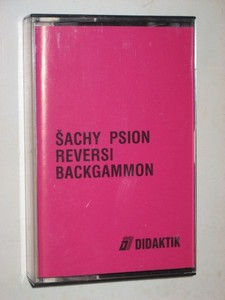 ŠACHY PSION
REVERSI
BACKGAMMON
DIDAKTIK